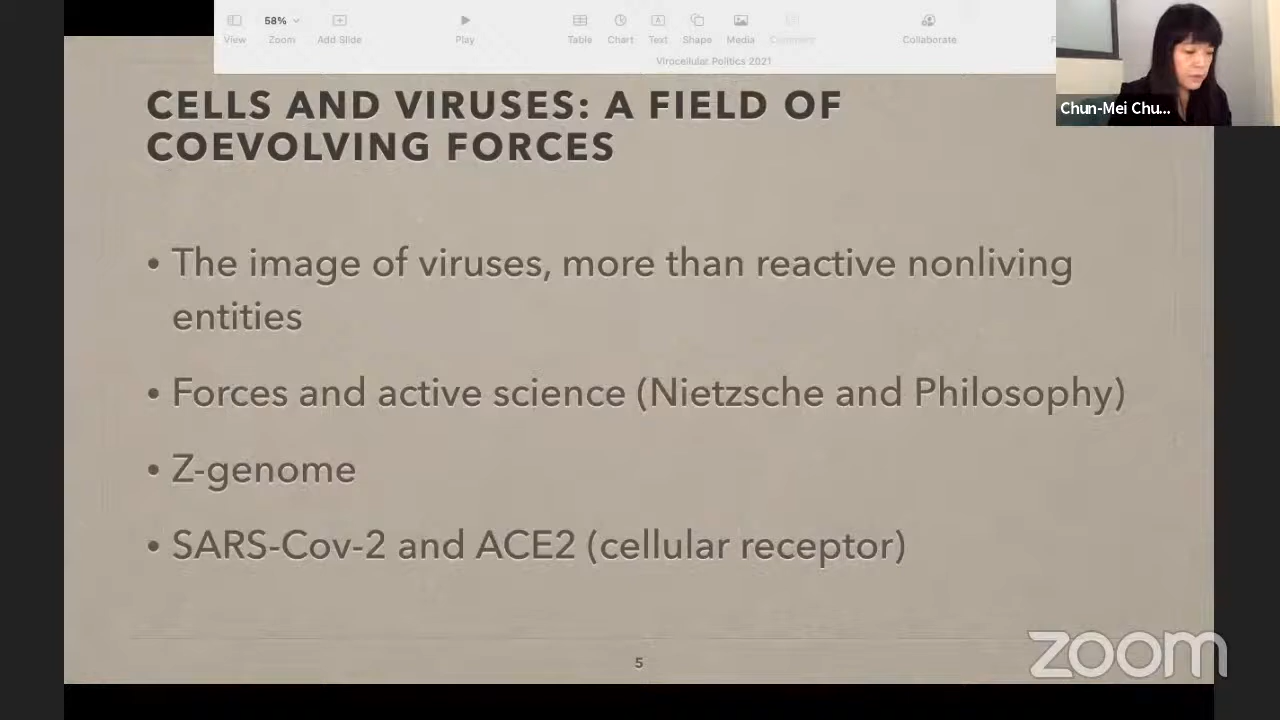 58%
View
Zoom
Add Slide
Play
Table
Chart
Text
Shape
Media
Comment
Collaborate
F
Virocellular Politics 2021
Chun-Mei Chu...
CELLS AND VIRUSES: A FIELD OF
COEVOLVING FORCES
• The image of viruses, more than reactive nonliving
entities
• Forces and active science (Nietzsche and Philosophy)
• Z-genome
• SARS-Cov-2 and ACE2 (cellular receptor)
5
zoom